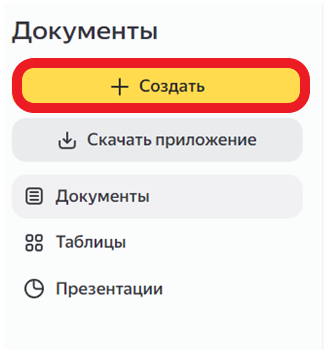 Документы
+ Создать
Скачать приложение
Документы
Таблицы
Презентации